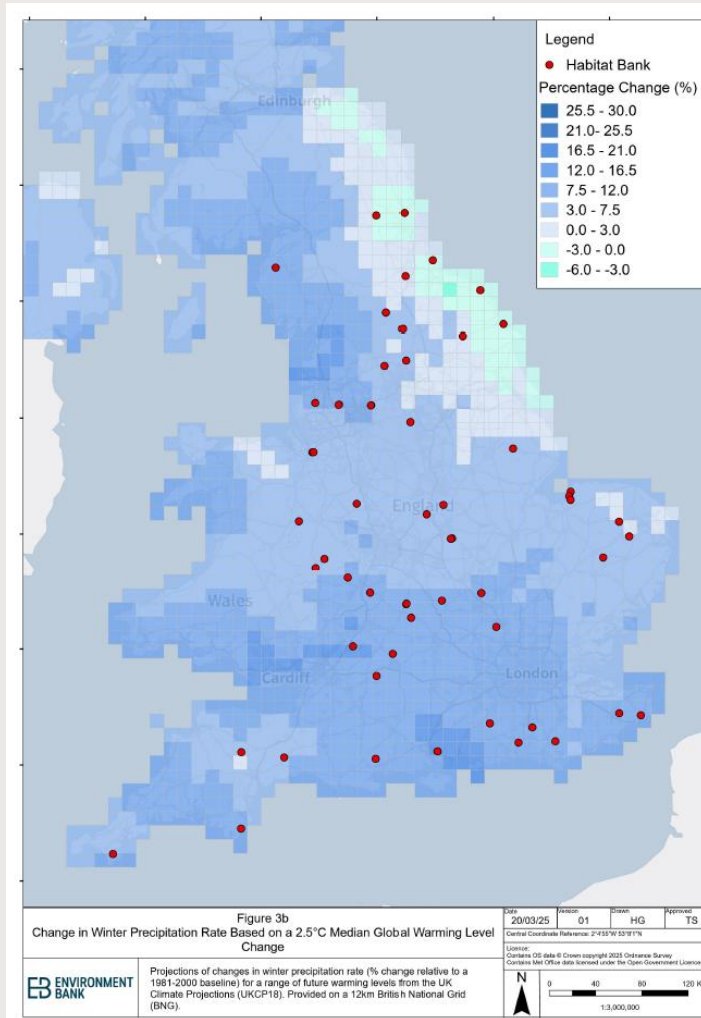 Legend
Habitat Bank
Percentage Change (%)
25.5 - 30.0
21.0- 25.5
16.5 - 21.0
12.0 - 16.5
7.5 - 12.0
3.0 - 7.5
0.0 - 3.0
-3.0 - 0.0
-6.0 - -3.0
Edinburgh
England
Wales
Cardiff
London
Figure 3b
Change in Winter Precipitation Rate Based on a 2.5°C Median Global Warming Level
Change
Date
20/03/25
Version
01
Drawn
HG
Approved
TS
Central Coordinate Reference: 2°4'55"W 53°8'1"N
Licence:
Contains OS data © Crown copyright 2025 Ordnance Survey
Contains Met Office data licensed under the Open Government Licence
EB ENVIRONMENT
BANK
Projections of changes in winter precipitation rate (% change relative to a
1981-2000 baseline) for a range of future warming levels from the UK
Climate Projections (UKCP18). Provided on a 12km British National Grid
(BNG).
N
0 40 80 120 K
1:3,000,000